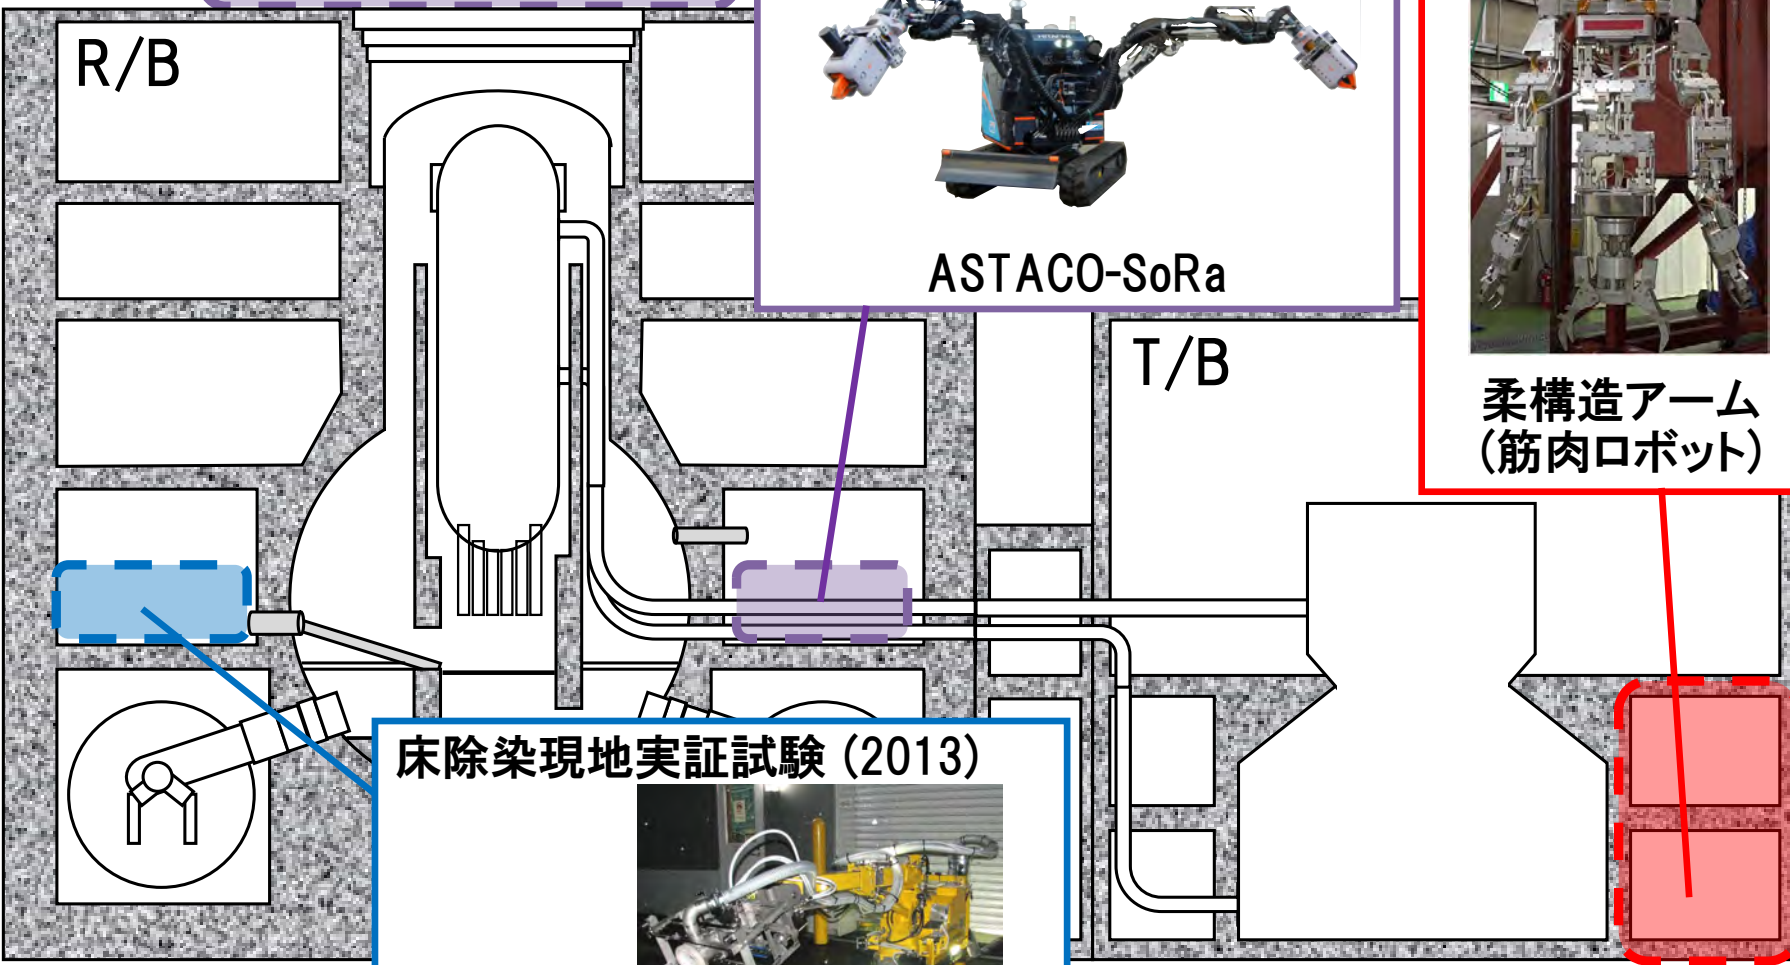 R/B
ASTACO-SoRa
T/B
柔構造アーム
(筋肉ロボット)
床除染現地実証試験 (2013)